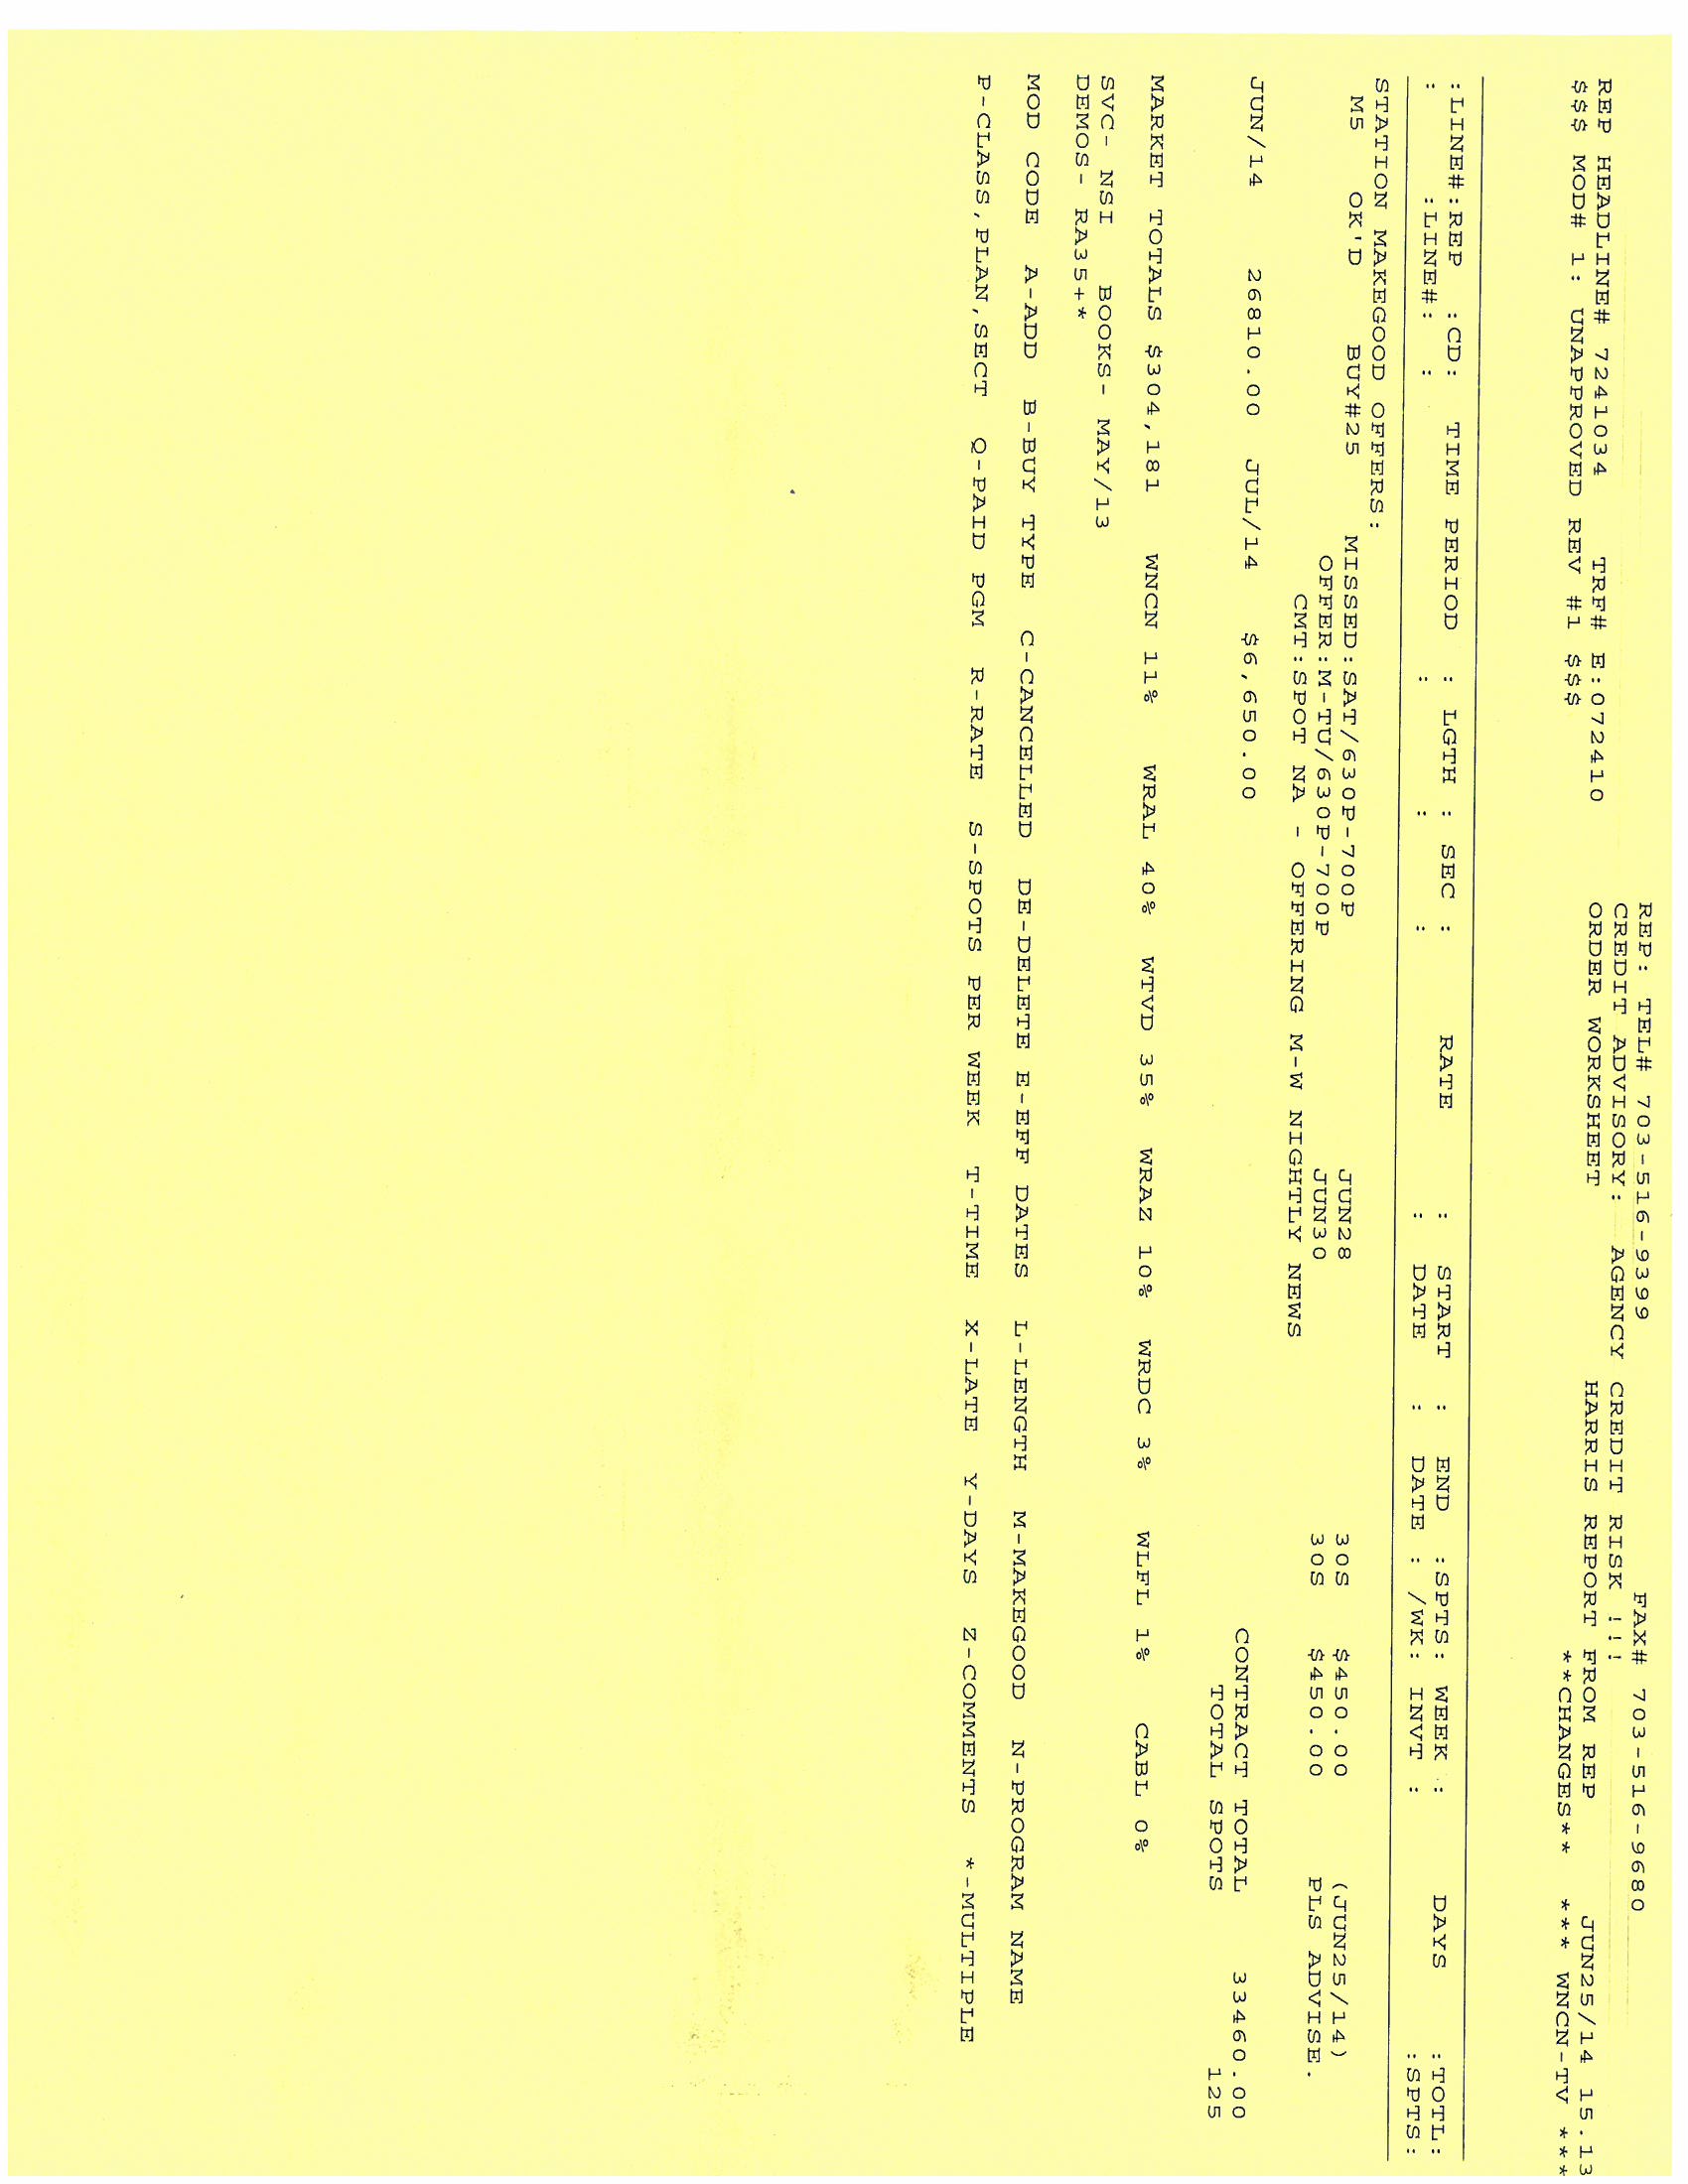 REP: TEL# 703-516-9399 FAX# 703-516-9680
CREDIT ADVISORY: AGENCY CREDIT RISK !!!
REP HEADLINE# 7241034 TRF# E:072410 ORDER WORKSHEET HARRIS REPORT FROM REP JUN25/14 15.13
$$$ MOD# 1: UNAPPROVED REV #1 $$$ **CHANGES** *** WNCN-TV ***
:LINE#:REP :CD: TIME PERIOD : LGTH : SEC : RATE : START : END :SPTS: WEEK : DAYS :TOTL:
: :LINE#: : : : : : DATE : DATE : /WK: INVT : :SPTS:
STATION MAKEGOOD OFFERS:
M5 OK'D BUY#25 MISSED:SAT/630P-700P JUN28 30S $450.00 (JUN25/14)
OFFER:M-TU/630P-700P JUN30 30S $450.00 PLS ADVISE.
CMT:SPOT NA - OFFERING M-W NIGHTLY NEWS
JUN/14 26810.00 JUL/14 $6,650.00 CONTRACT TOTAL 33460.00
TOTAL SPOTS 125
MARKET TOTALS $304,181 WNCN 11% WRAL 40% WTVD 35% WRAZ 10% WRDC 3% WLFL 1% CABL 0%
SVC- NSI BOOKS- MAY/13
DEMOS- RA35+*
MOD CODE A-ADD B-BUY TYPE C-CANCELLED DE-DELETE E-EFF DATES L-LENGTH M-MAKEGOOD N-PROGRAM NAME
P-CLASS,PLAN,SECT Q-PAID PGM R-RATE S-SPOTS PER WEEK T-TIME X-LATE Y-DAYS Z-COMMENTS *-MULTIPLE